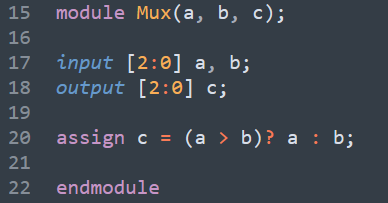 15 module Mux(a, b, c);
16
17 input [2:0] a, b;
18 output [2:0] c;
19
20 assign c = (a > b)? a : b;
21
22 endmodule